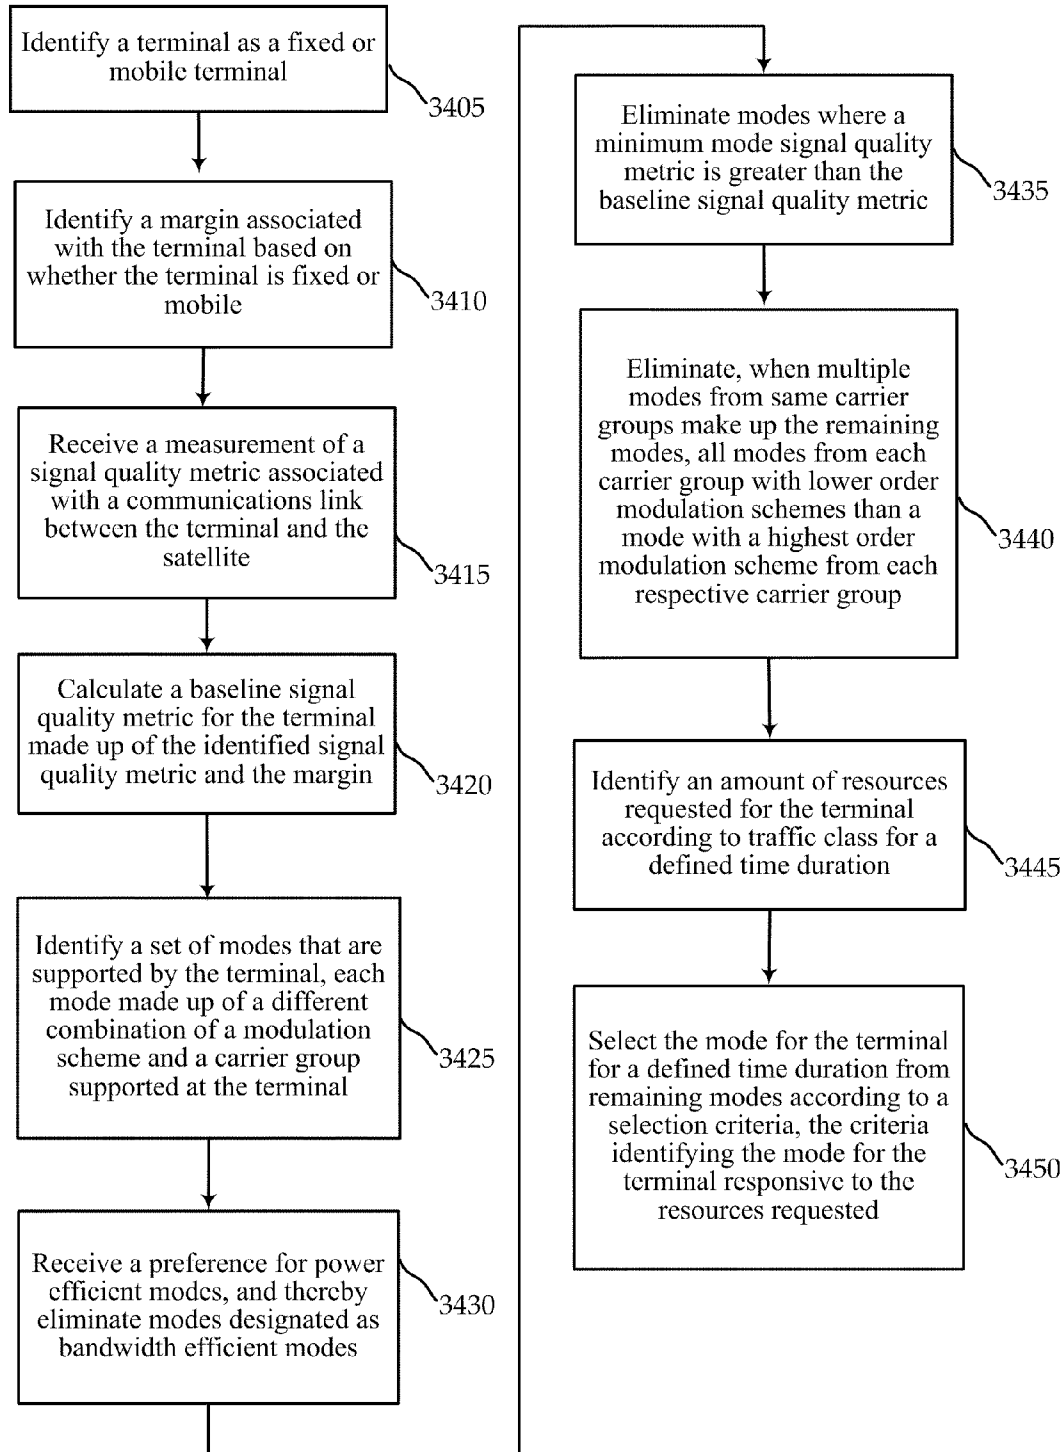 Identify a terminal as a fixed or
mobile terminal
3405
Identify a margin associated
with the terminal based on
whether the terminal is fixed or
mobile
3410
Receive a measurement of a
signal quality metric associated
with a communications link
between the terminal and the
satellite
3415
Calculate a baseline signal
quality metric for the terminal
made up of the identified signal
quality metric and the margin
3420
Identify a set of modes that are
supported by the terminal, each
mode made up of a different
combination of a modulation
scheme and a carrier group
supported at the terminal
3425
Receive a preference for power
efficient modes, and thereby
eliminate modes designated as
bandwidth efficient modes
3430
Eliminate modes where a
minimum mode signal quality
metric is greater than the
baseline signal quality metric
3435
Eliminate, when multiple
modes from same carrier
groups make up the remaining
modes, all modes from each
carrier group with lower order
modulation schemes than a
mode with a highest order
modulation scheme from each
respective carrier group
3440
Identify an amount of resources
requested for the terminal
according to traffic class for a
defined time duration
3445
Select the mode for the terminal
for a defined time duration from
remaining modes according to a
selection criteria, the criteria
identifying the mode for the
terminal responsive to the
resources requested
3450